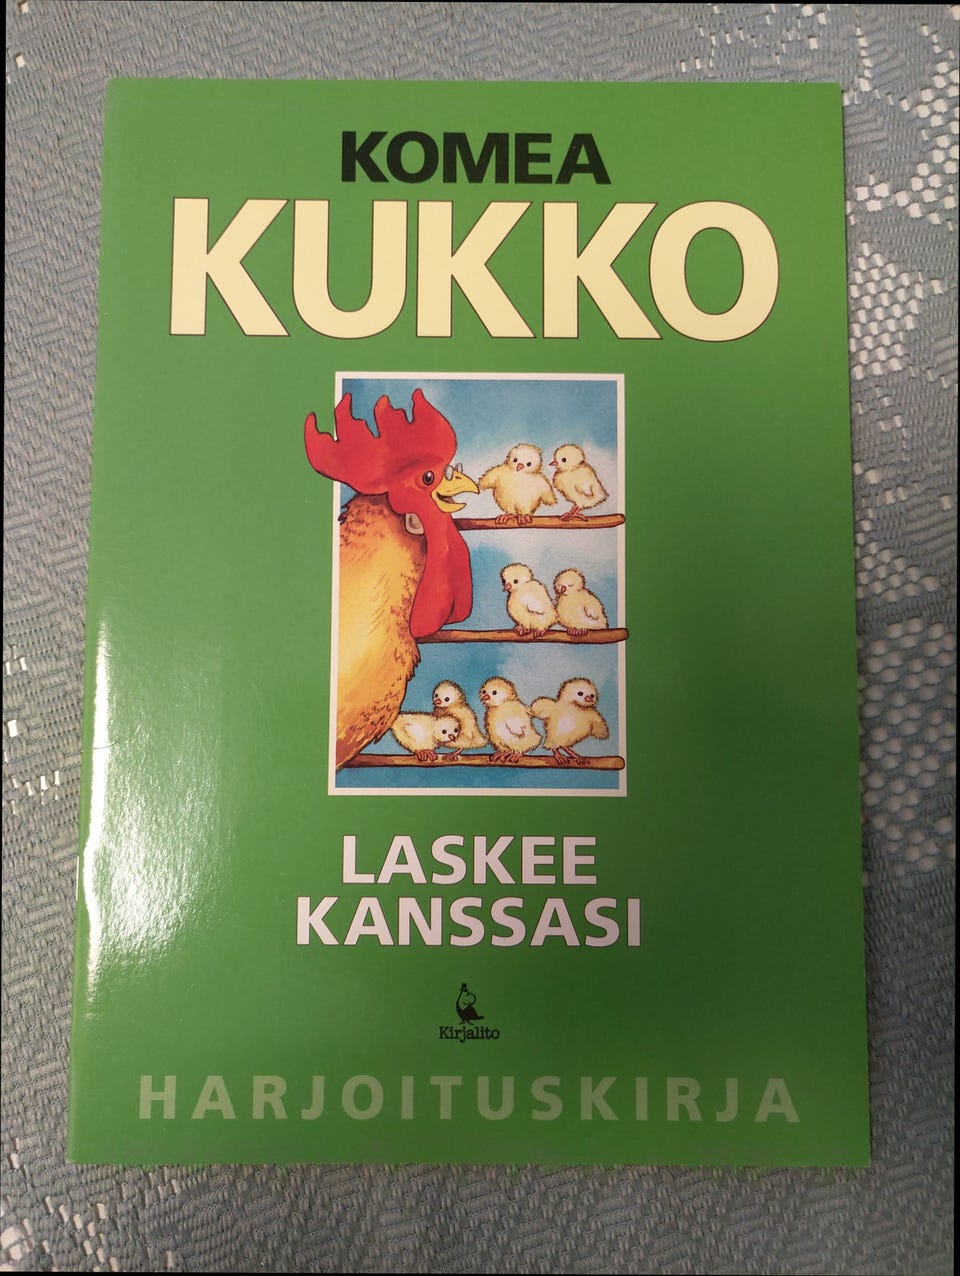 KOMEA
KUKKO
LASKEE
KANSSASI
Kirjalito
HARJOITUSKIRJA